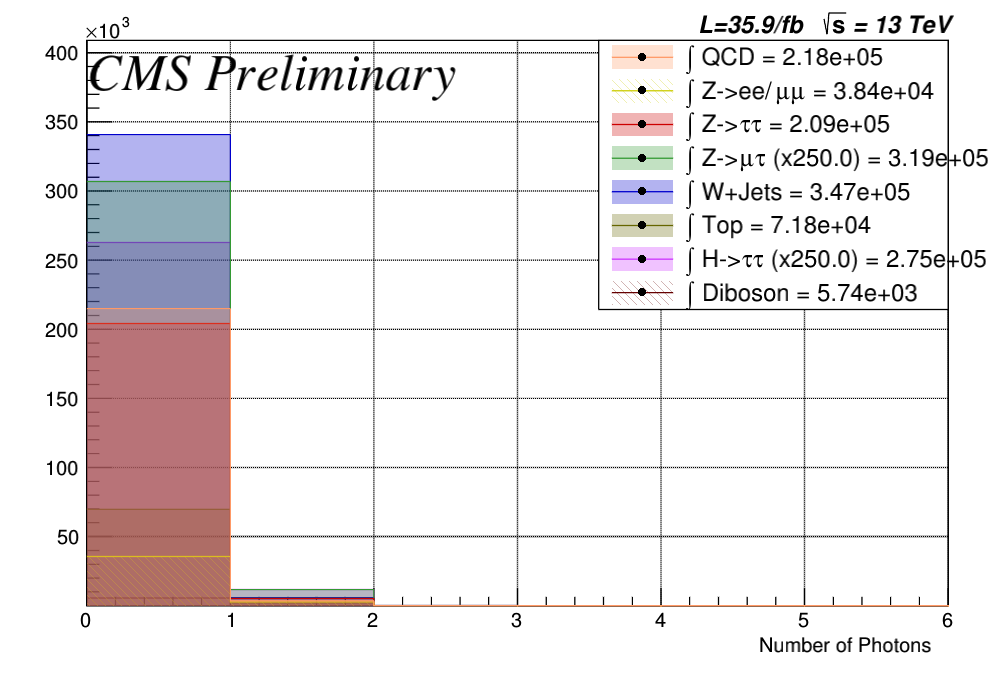 L=35.9/fb √s = 13 TeV
×10³
CMS Preliminary
∫ QCD = 2.18e+05
∫ Z->ee/μμ = 3.84e+04
∫ Z->ττ = 2.09e+05
∫ Z->μτ (x250.0) = 3.19e+05
∫ W+Jets = 3.47e+05
∫ Top = 7.18e+04
∫ H->ττ (x250.0) = 2.75e+05
∫ Diboson = 5.74e+03
400
350
300
250
200
150
100
50
0 1 2 3 4 5 6
Number of Photons